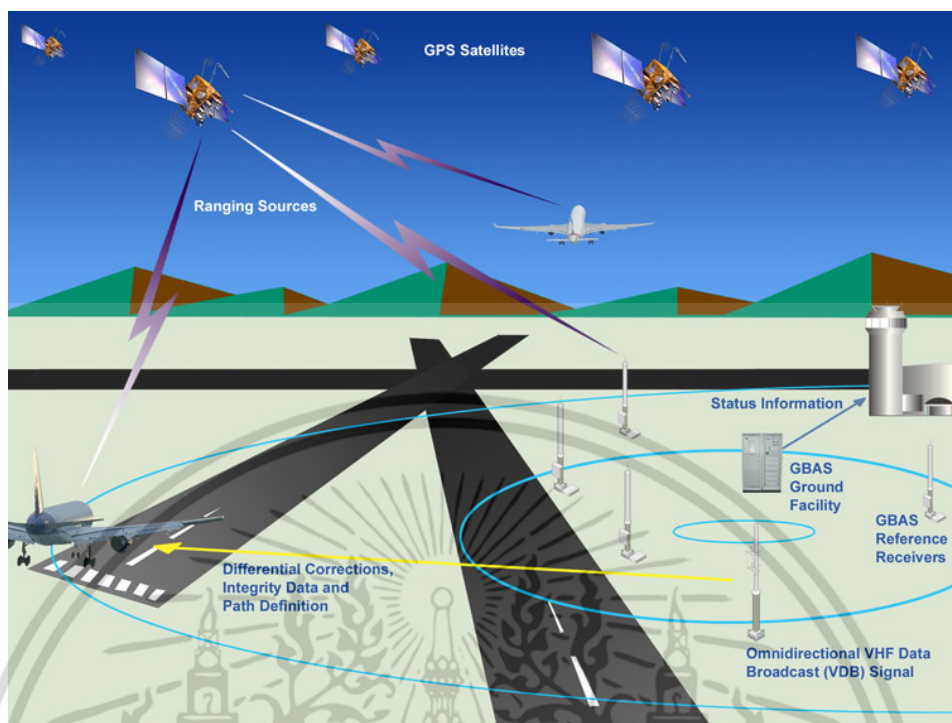 GPS Satellites
Ranging Sources
Status Information
GBAS
Ground
Facility
GBAS
Reference
Receivers
Differential Corrections,
Integrity Data and
Path Definition
Omnidirectional VHF Data
Broadcast (VDB) Signal